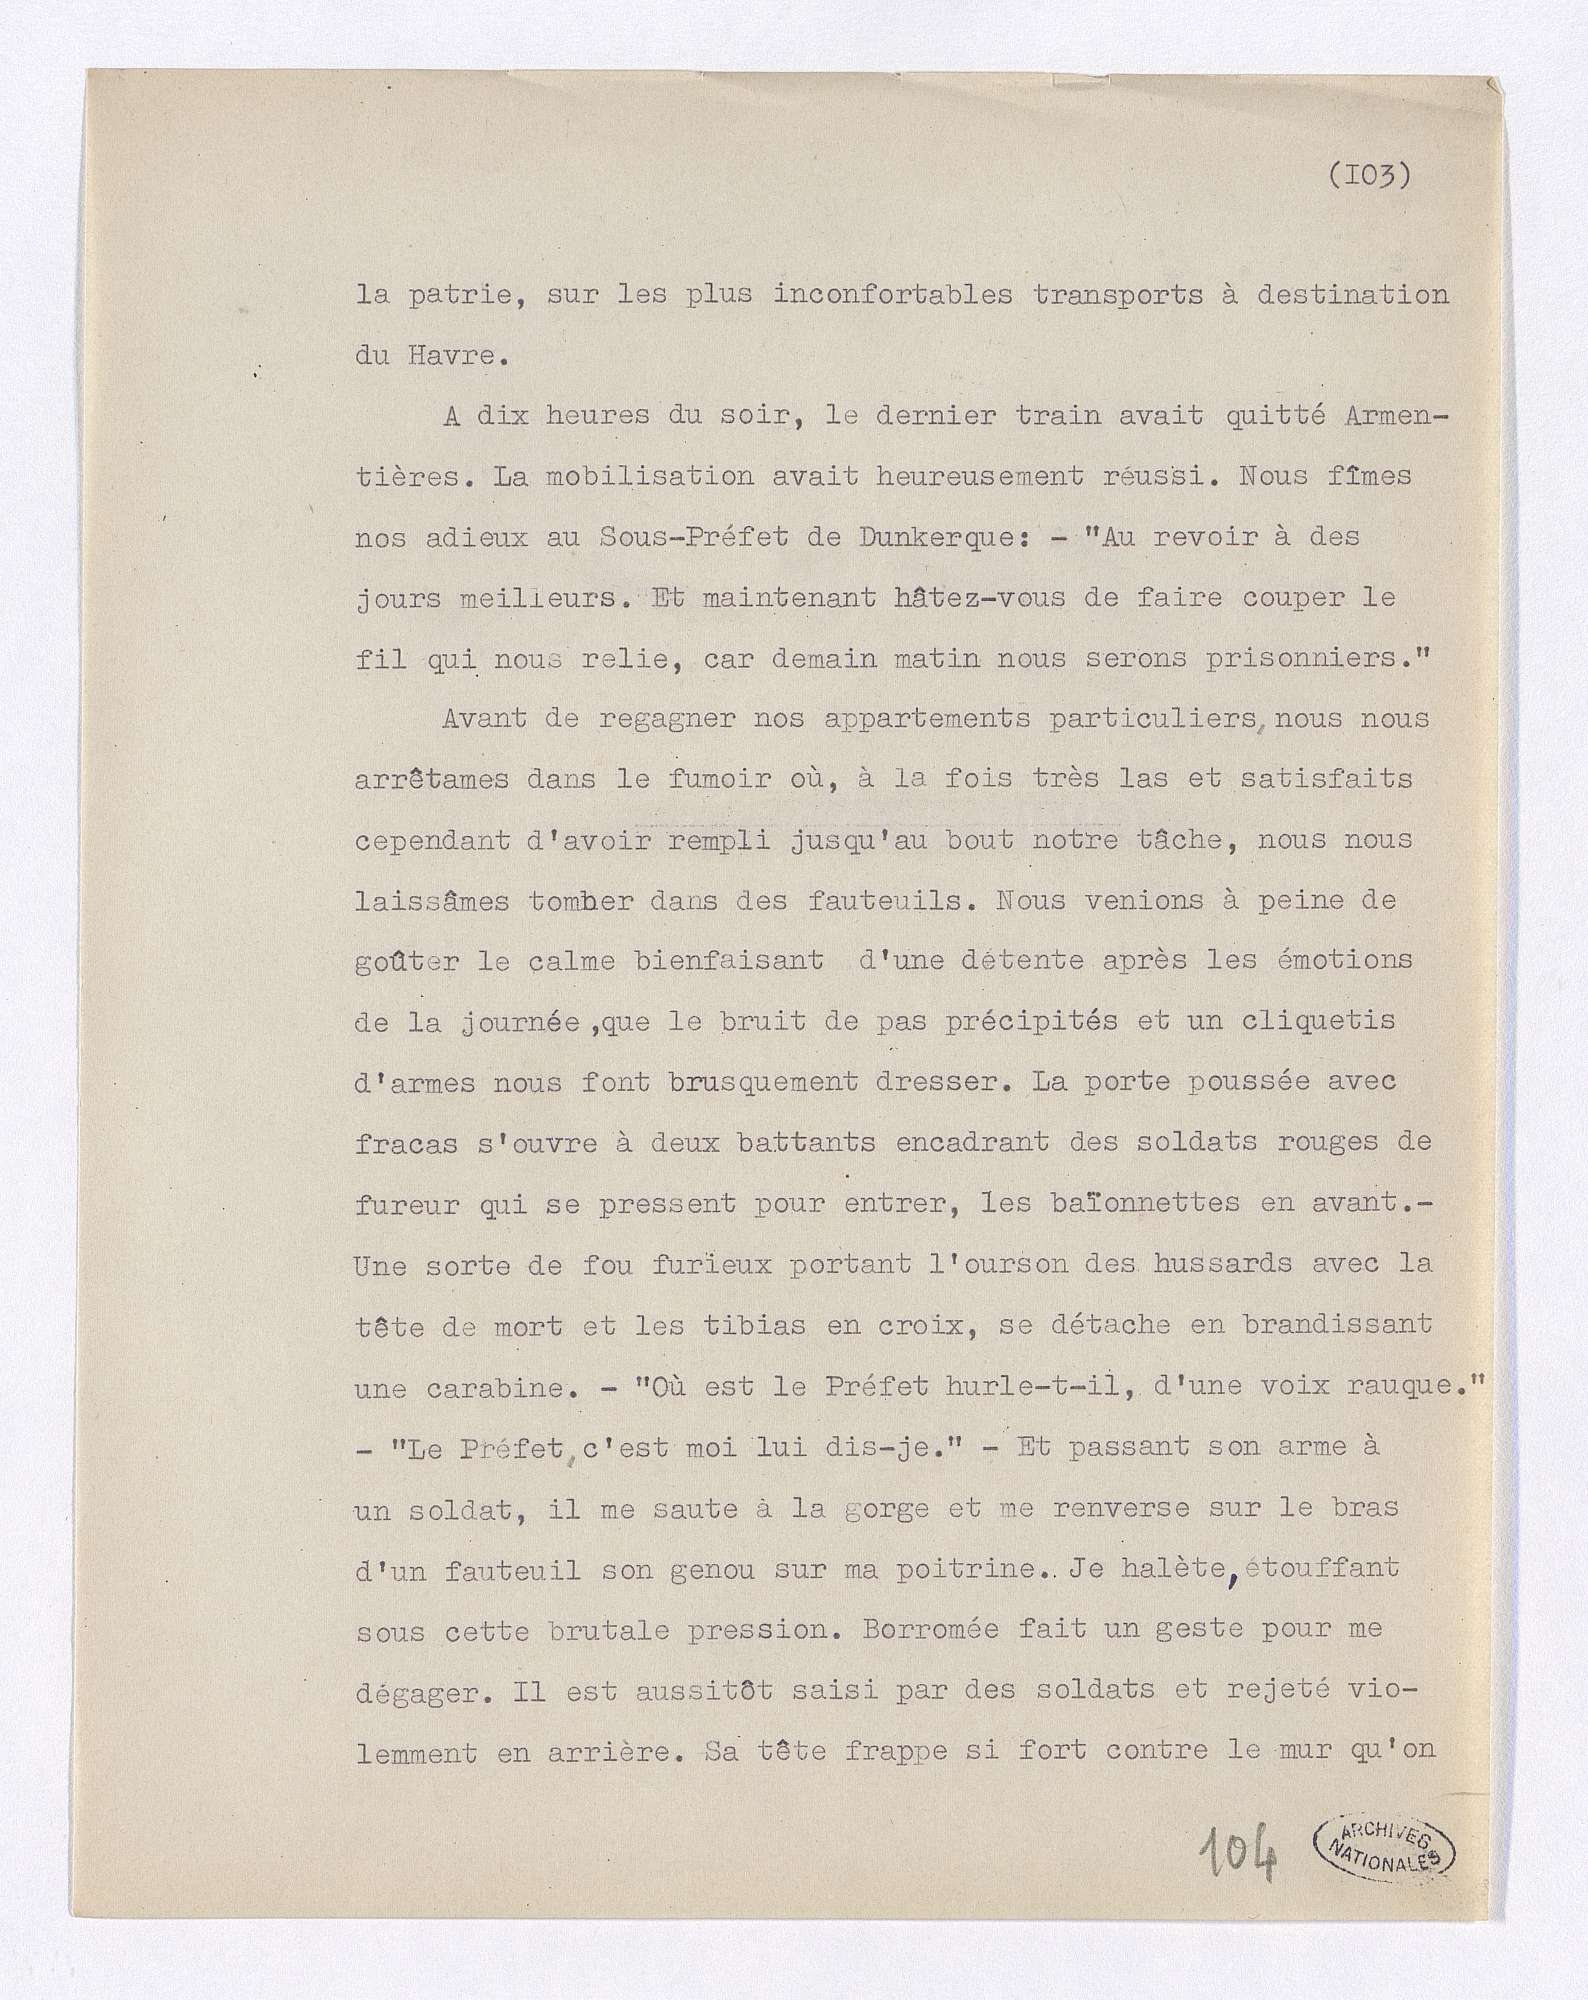 (I03)
la patrie, sur les plus inconfortables transports à destination
du Havre.
A dix heures du soir, le dernier train avait quitté Armen-
tières. La mobilisation avait heureusement réussi. Nous fîmes
nos adieux au Sous-Préfet de Dunkerque: - "Au revoir à des
jours meilleurs. Et maintenant hâtez-vous de faire couper le
fil qui nous relie, car demain matin nous serons prisonniers."
Avant de regagner nos appartements particuliers, nous nous
arrêtames dans le fumoir où, à la fois très las et satisfaits
cependant d'avoir rempli jusqu'au bout notre tâche, nous nous
laissâmes tomber dans des fauteuils. Nous venions à peine de
goûter le calme bienfaisant  d'une détente après les émotions
de la journée ,que le bruit de pas précipités et un cliquetis
d'armes nous font brusquement dresser. La porte poussée avec
fracas s'ouvre à deux battants encadrant des soldats rouges de
fureur qui se pressent pour entrer, les baïonnettes en avant.-
Une sorte de fou furieux portant l'ourson des hussards avec la
tête de mort et les tibias en croix, se détache en brandissant
une carabine. - "Où est le Préfet hurle-t-il, d'une voix rauque."
- "Le Préfet, c'est moi lui dis-je." - Et passant son arme à
un soldat, il me saute à la gorge et me renverse sur le bras
d'un fauteuil son genou sur ma poitrine.. Je halète, étouffant
sous cette brutale pression. Borromée fait un geste pour me
dégager. Il est aussitôt saisi par des soldats et rejeté vio-
lemment en arrière. Sa tête frappe si fort contre le mur qu'on
104
ARCHIVES
NATIONALES